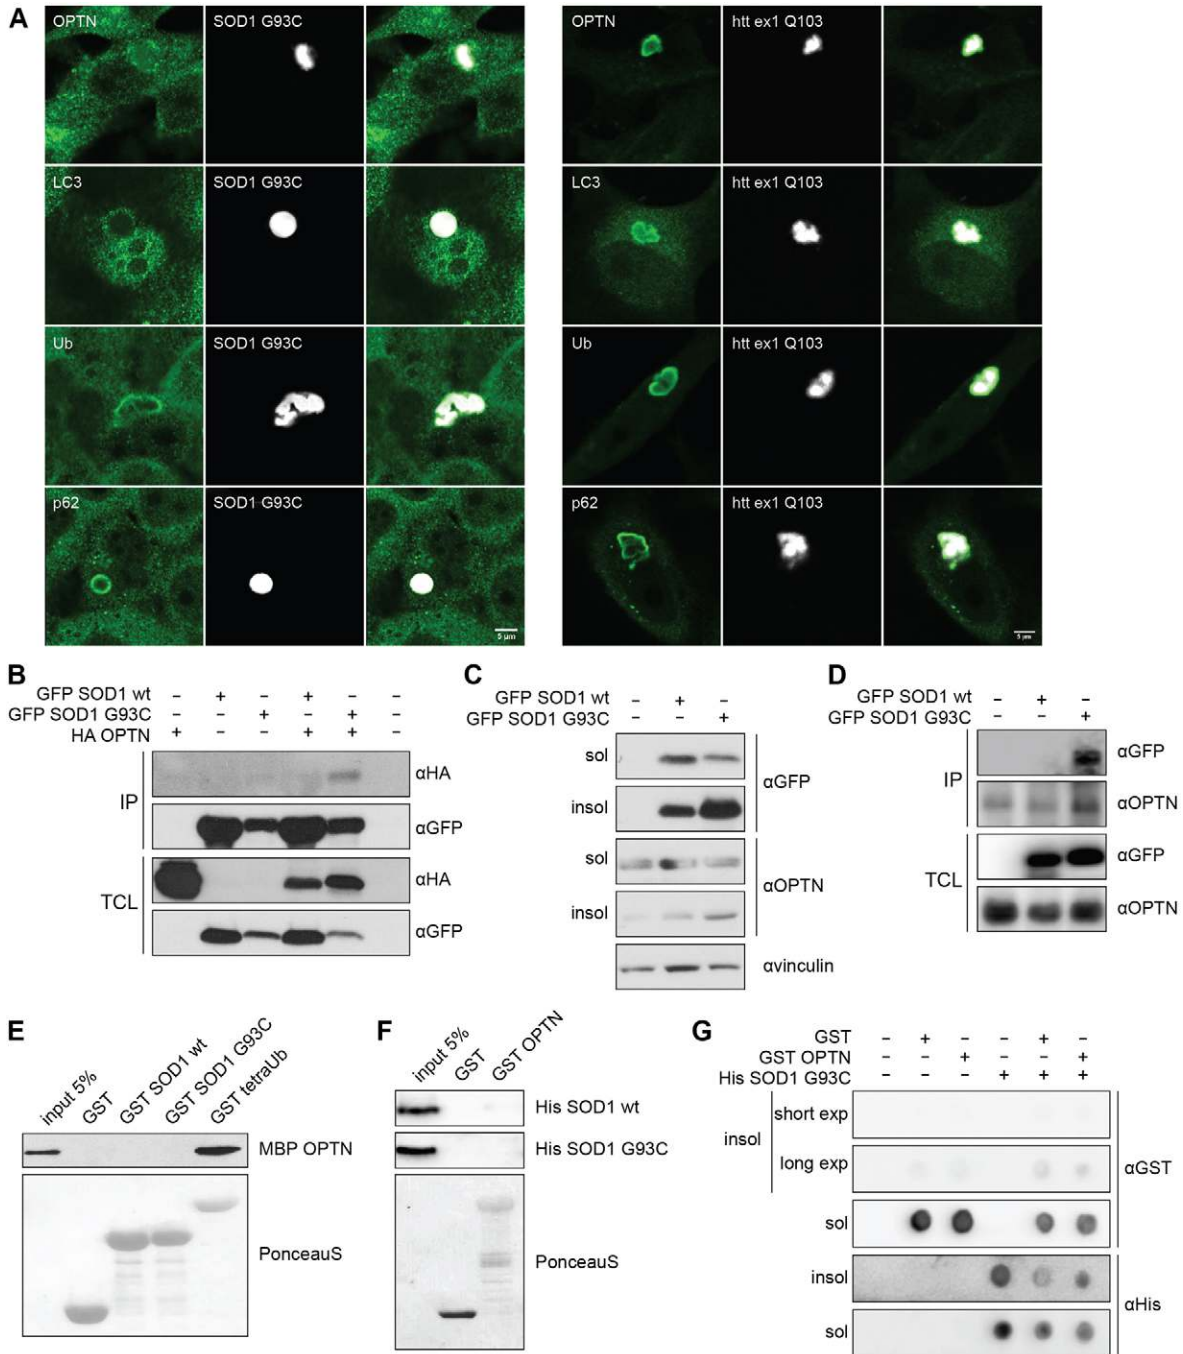 A
OPTN SOD1 G93C OPTN htt ex1 Q103
LC3 SOD1 G93C LC3 htt ex1 Q103
Ub SOD1 G93C Ub htt ex1 Q103
p62 SOD1 G93C p62 htt ex1 Q103
5 µm 5 µm
B
GFP SOD1 wt – + – + – –
GFP SOD1 G93C – – + – + –
HA OPTN + – – + + –
IP
αHA
αGFP
TCL
αHA
αGFP
C
GFP SOD1 wt – + –
GFP SOD1 G93C – – +
sol
insol
αGFP
sol
insol
αOPTN
αvinculin
D
GFP SOD1 wt – + –
GFP SOD1 G93C – – +
IP
αGFP
αOPTN
TCL
αGFP
αOPTN
E
input 5% GST GST SOD1 wt GST SOD1 G93C GST tetraUb
MBP OPTN
PonceauS
F
input 5% GST GST OPTN
His SOD1 wt
His SOD1 G93C
PonceauS
G
GST – + – – + –
GST OPTN – – + – – +
His SOD1 G93C – – – + + +
insol
short exp
long exp
sol
αGST
insol
sol
αHis